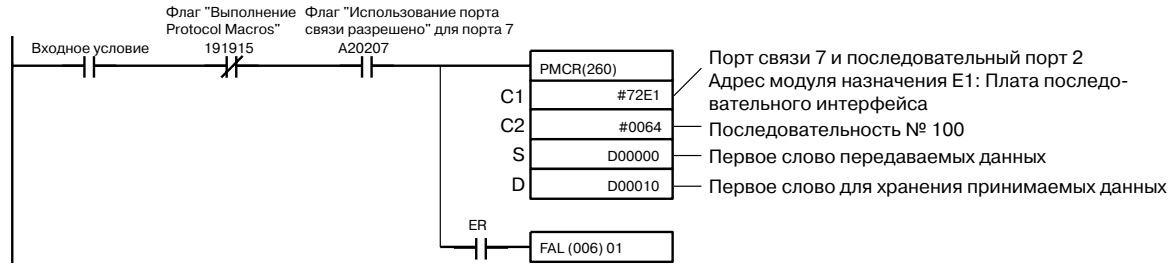 Флаг "Выполнение
Protocol Macros"
191915
Флаг "Использование порта
связи разрешено" для порта 7
A20207
Входное условие
PMCR(260)
C1 #72E1
C2 #0064
S D00000
D D00010
Порт связи 7 и последовательный порт 2
Адрес модуля назначения E1: Плата последо-
вательного интерфейса
Последовательность № 100
Первое слово передаваемых данных
Первое слово для хранения принимаемых данных
ER
FAL (006) 01